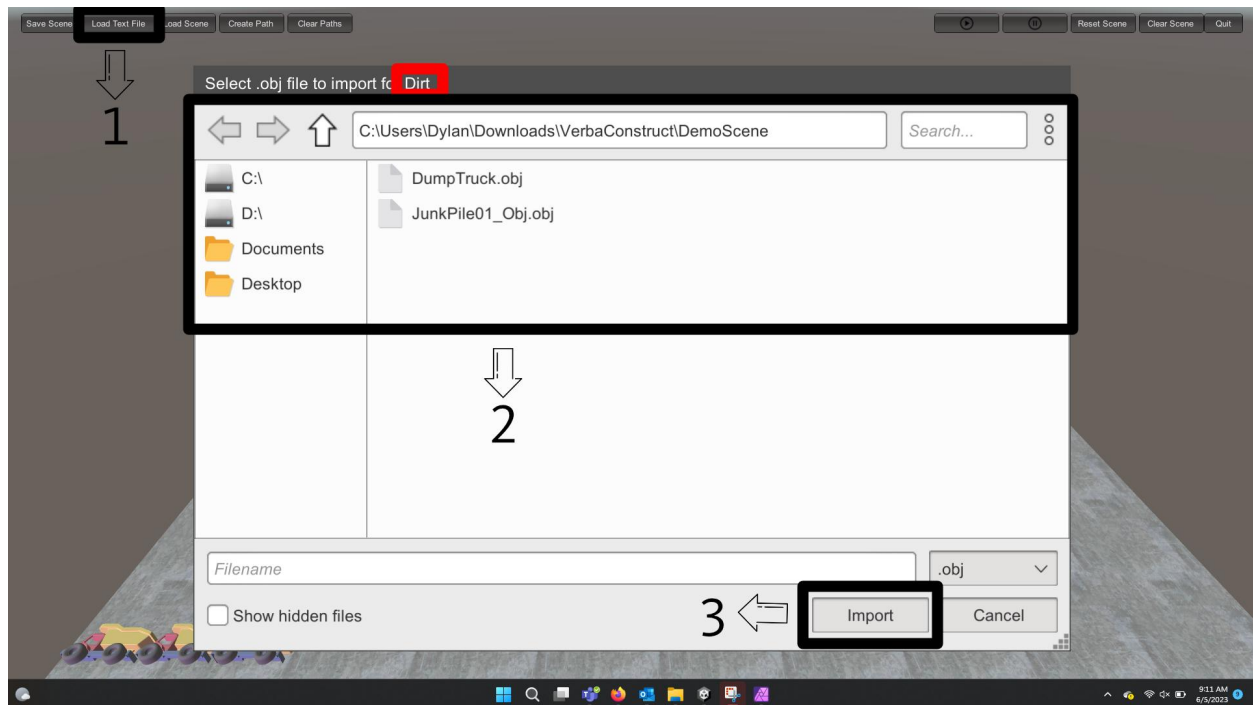 Save Scene Load Text File Load Scene Create Path Clear Paths Reset Scene Clear Scene Quit
1
Select .obj file to import fo Dirt
C:\Users\Dylan\Downloads\VerbaConstruct\DemoScene Search...
C:\ DumpTruck.obj
D:\ JunkPile01_Obj.obj
Documents
Desktop
2
Filename .obj
Show hidden files 3 Import Cancel
9:11 AM
6/5/2023